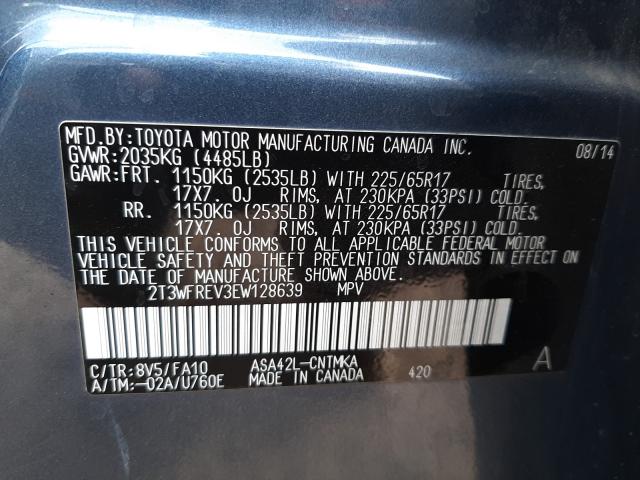 MFD.BY:TOYOTA MOTOR MANUFACTURING CANADA INC. 08/14
GVWR:2035KG (4485LB)
GAWR:FRT. 1150KG (2535LB) WITH 225/65R17 TIRES,
17X7. 0J RIMS, AT 230KPA (33PSI) COLD.
RR. 1150KG (2535LB) WITH 225/65R17 TIRES,
17X7. 0J RIMS, AT 230KPA (33PSI) COLD.
THIS VEHICLE CONFORMS TO ALL APPLICABLE FEDERAL MOTOR
VEHICLE SAFETY AND THEFT PREVENTION STANDARDS IN EFFECT ON
THE DATE OF MANUFACTURE SHOWN ABOVE.
2T3WFREV3EW128639 MPV
C/TR:8V5/FA10 ASA42L-CNTMKA 420 A
A/TM:-02A/U760E MADE IN CANADA